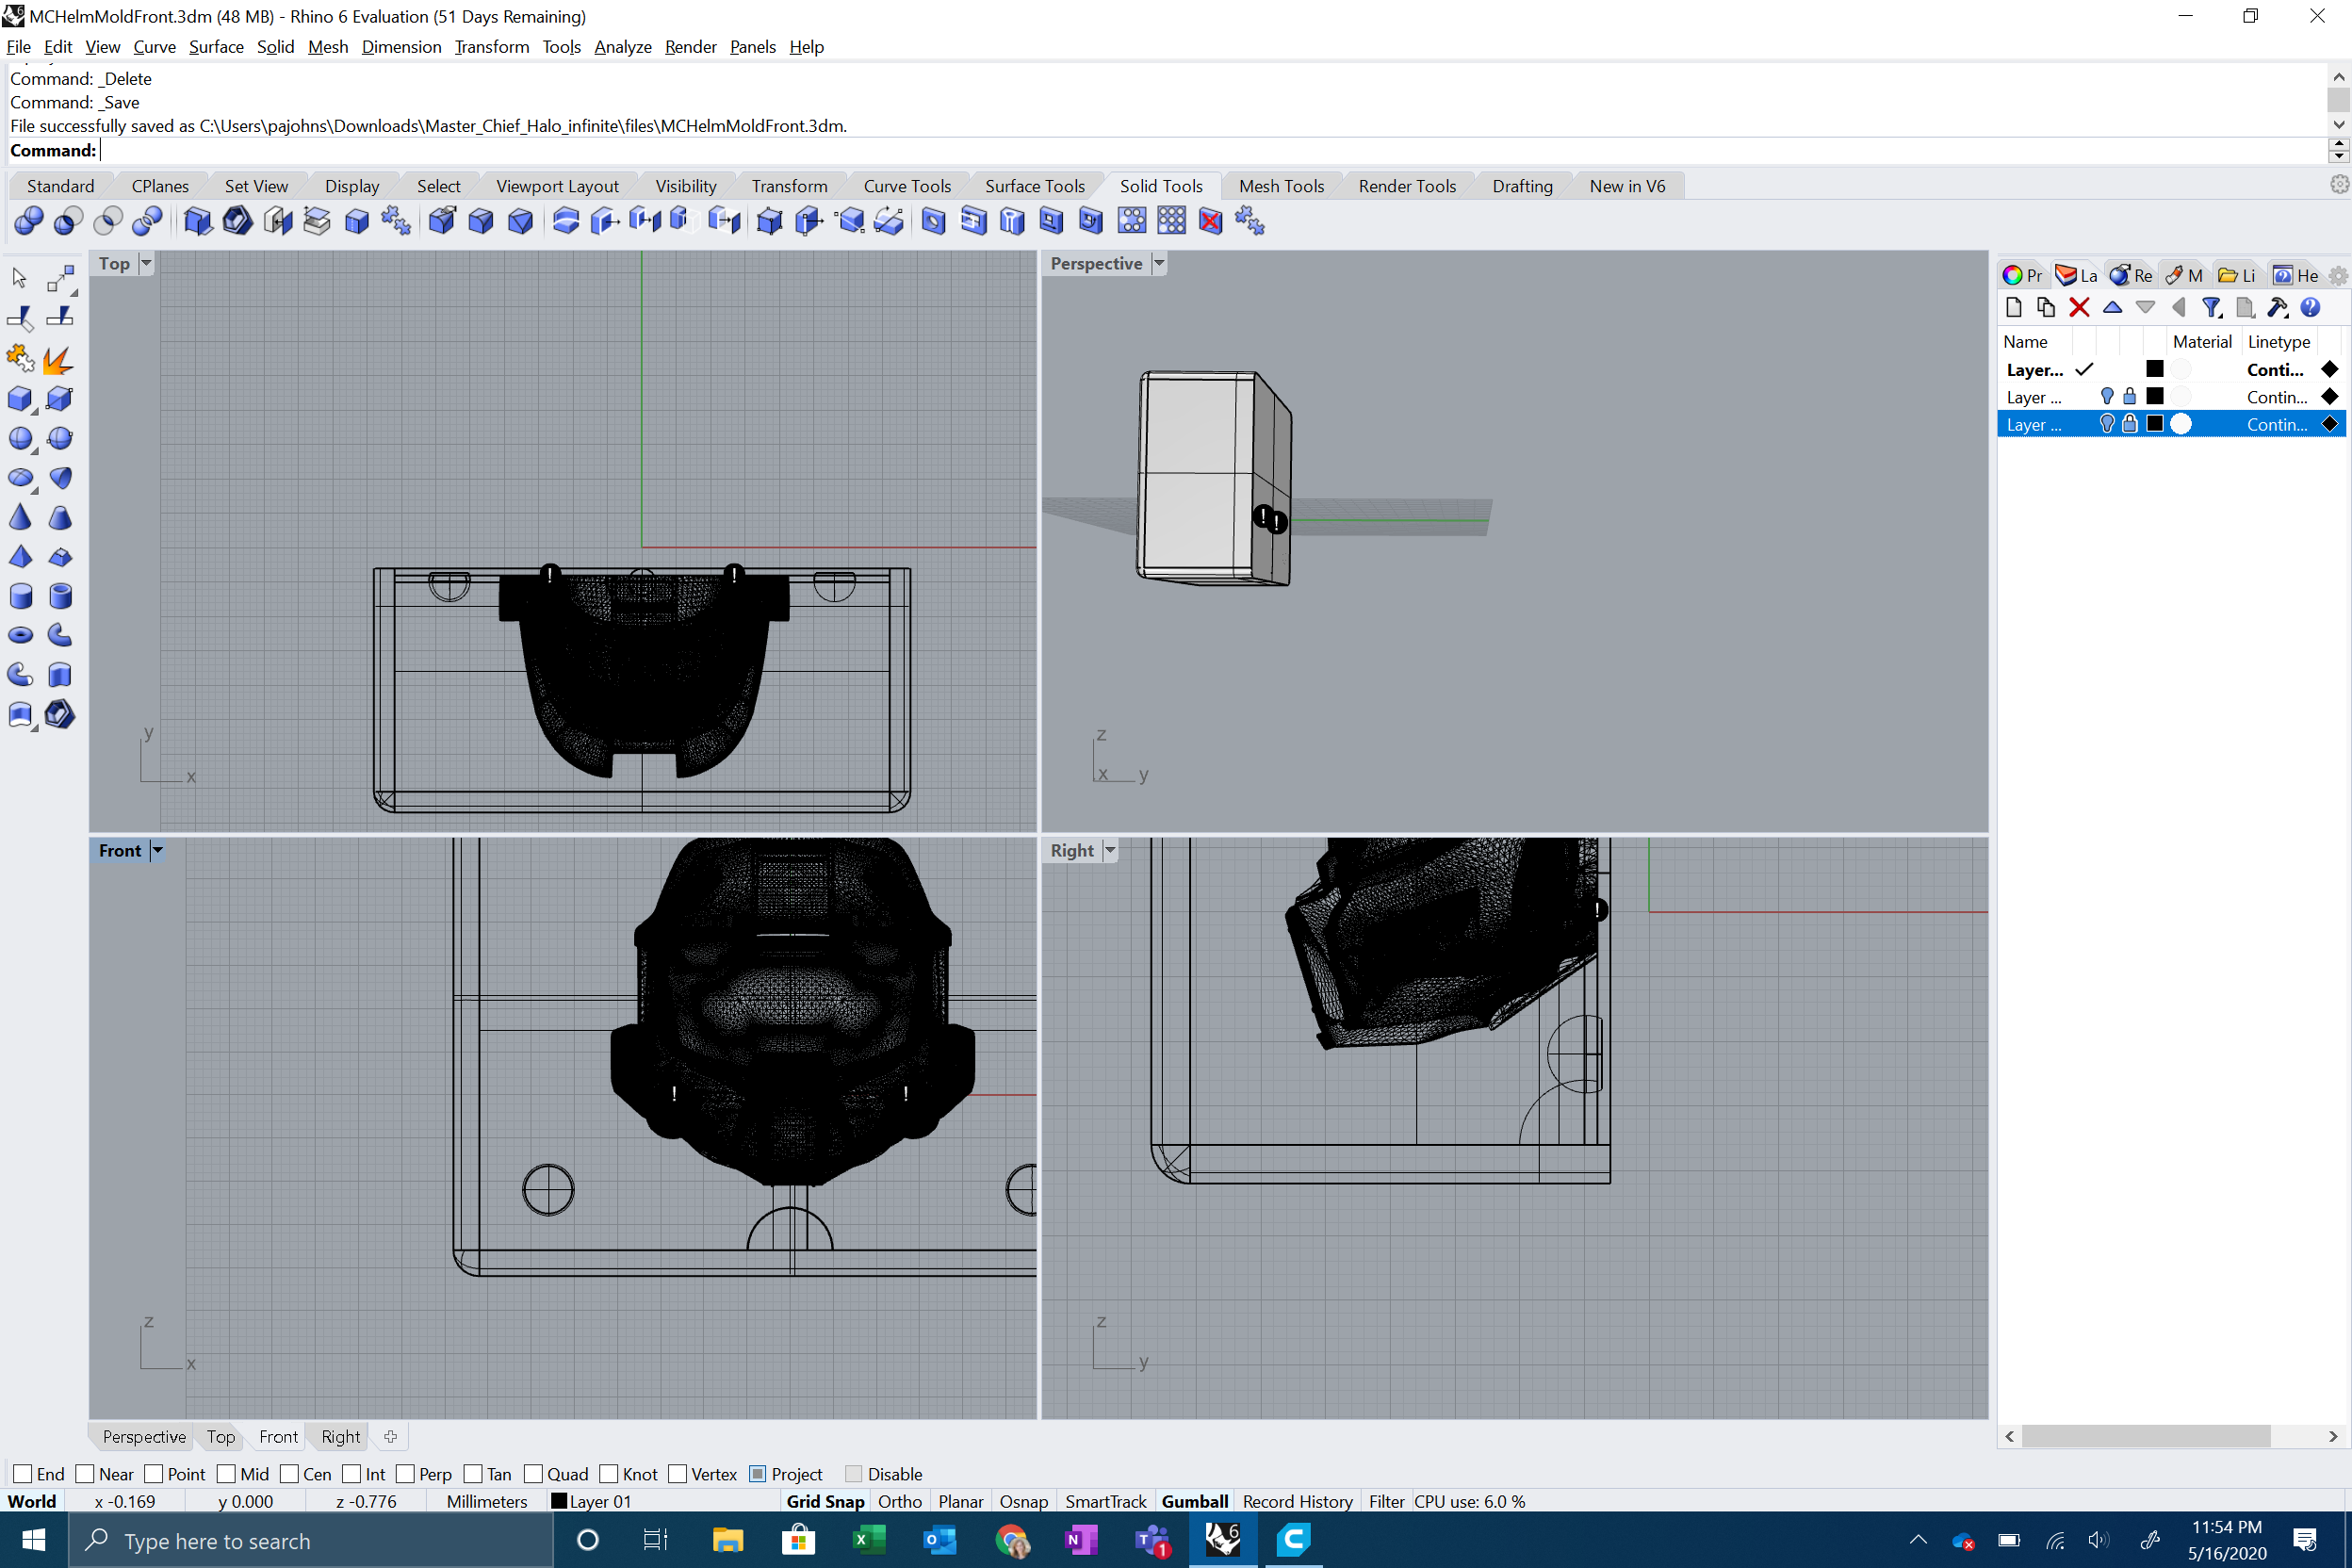 MCHelmMoldFront.3dm (48 MB) - Rhino 6 Evaluation (51 Days Remaining)
File Edit View Curve Surface Solid Mesh Dimension Transform Tools Analyze Render Panels Help
Command: _Delete
Command: _Save
File successfully saved as C:\Users\pajohns\Downloads\Master_Chief_Halo_infinite\files\MCHelmMoldFront.3dm.
Command:
Standard CPlanes Set View Display Select Viewport Layout Visibility Transform Curve Tools Surface Tools Solid Tools Mesh Tools Render Tools Drafting New in V6
Top Perspective
Pr La Re M Li He
Name Material Linetype
Layer... Conti...
Layer ... Contin...
Layer ... Contin...
y x
z x y
Front Right
z x
z y
Perspective Top Front Right
End Near Point Mid Cen Int Perp Tan Quad Knot Vertex Project Disable
World x -0.169 y 0.000 z -0.776 Millimeters Layer 01 Grid Snap Ortho Planar Osnap SmartTrack Gumball Record History Filter CPU use: 6.0 %
Type here to search
11:54 PM
5/16/2020